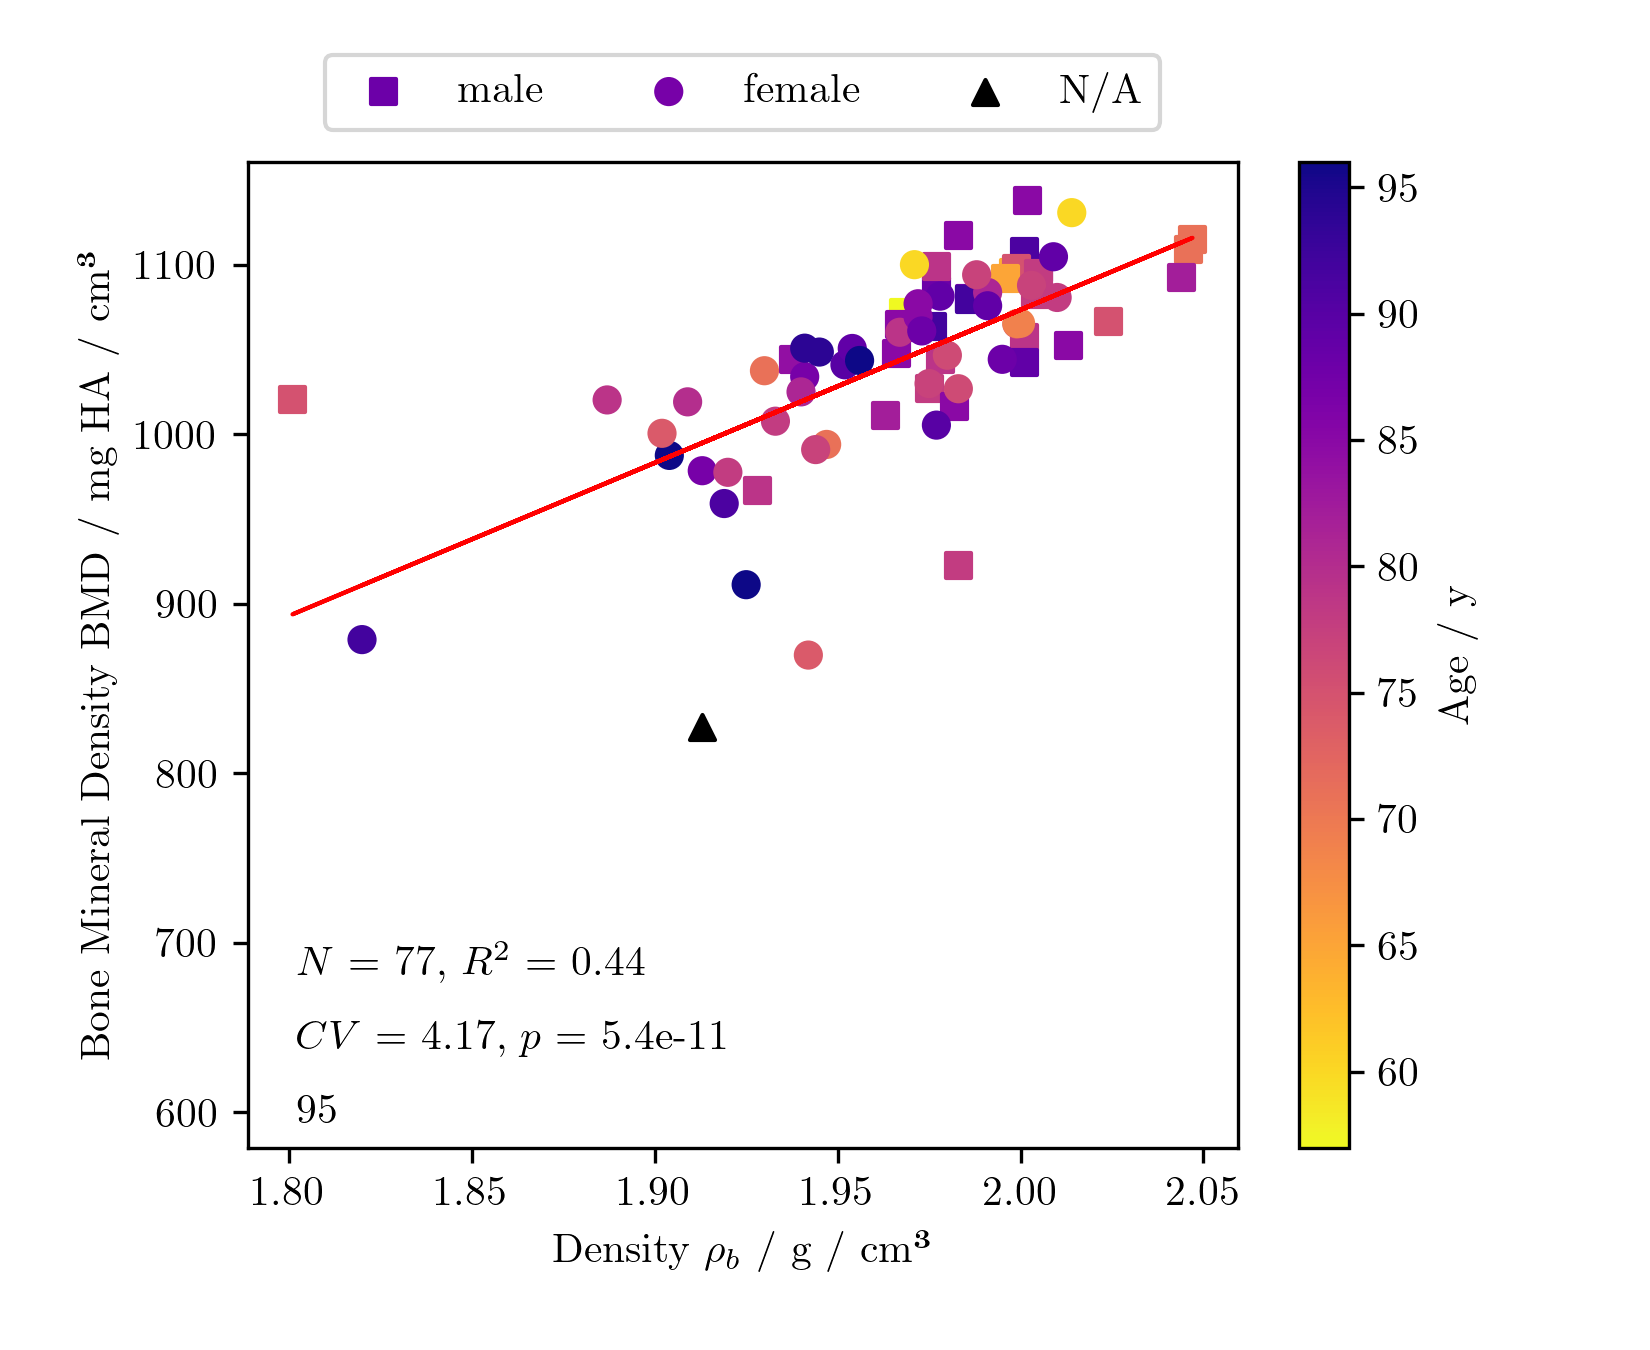 male female N/A
Bone Mineral Density BMD / mg HA / cm³
1100
1000
900
800
700
600
N = 77, R² = 0.44
CV = 4.17, p = 5.4e-11
95
1.80 1.85 1.90 1.95 2.00 2.05
Density ρ_b / g / cm³
95
90
85
80
75
70
65
60
Age / y